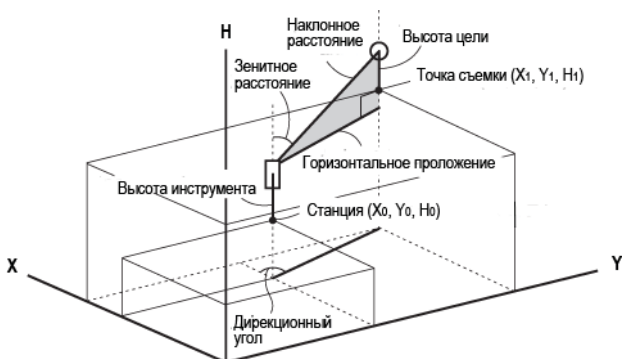 Наклонное
расстояние
H
Высота цели
Зенитное
расстояние
Точка съемки (X1, Y1, H1)
Горизонтальное проложение
Высота инструмента
Станция (X0, Y0, H0)
X
Y
Дирекционный
угол